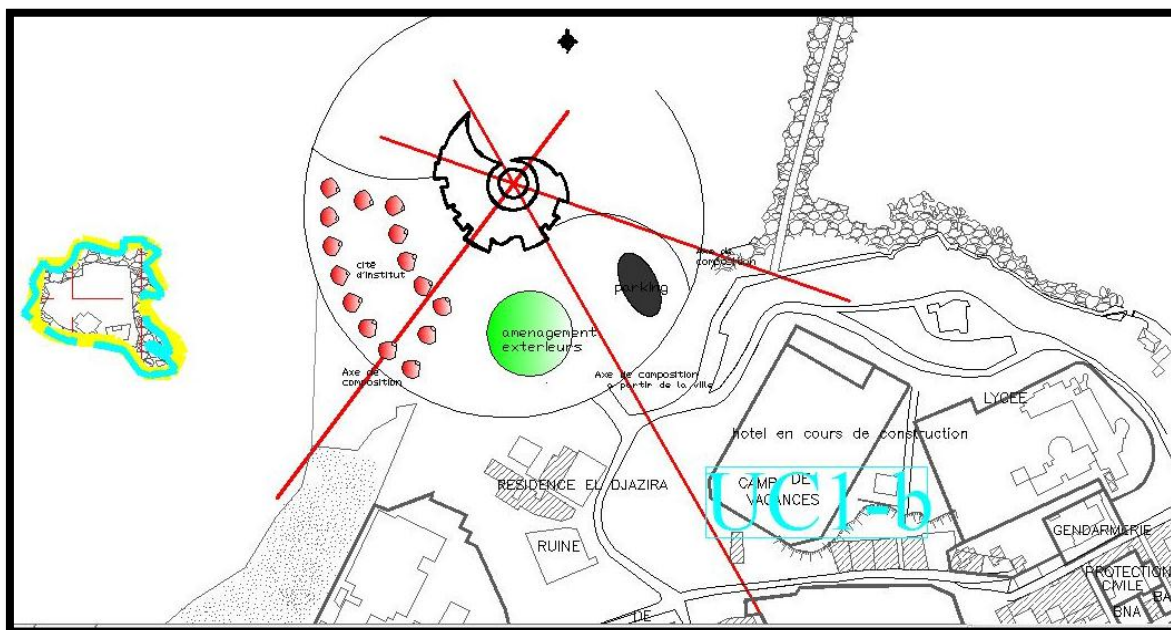 cité
d'institut
parking
Axe de
composition
amenagement
exterieurs
Axe de
composition
Axe de composition
a partir de la ville
LYCEE
hotel en cours de construction
RESIDENCE EL DJAZIRA
CAMP DE
VACANCES
UC1-b
RUINE
GENDARMERIE
PROTECTION
CIVILE
BA
BNA
DE